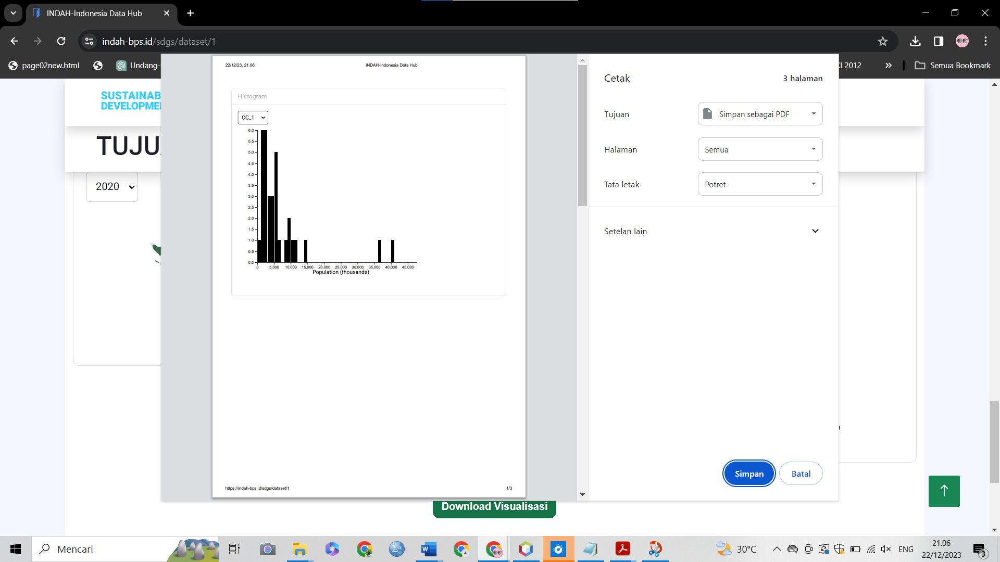 INDAH-Indonesia Data Hub
indah-bps.id/sdgs/dataset/1
page02new.html
Undang-
2012
Semua Bookmark
SUSTAINAB
DEVELOPME
TUJU
2020
22/12/23, 21.06
INDAH-Indonesia Data Hub
Histogram
CC_1
6.0
5.5
5.0
4.5
4.0
3.5
3.0
2.5
2.0
1.5
1.0
0.5
0.0
0 5,000 10,000 15,000 20,000 25,000 30,000 35,000 40,000 45,000
Population (thousands)
https://indah-bps.id/sdgs/dataset/1
1/3
Cetak
3 halaman
Tujuan
Simpan sebagai PDF
Halaman
Semua
Tata letak
Potret
Setelan lain
Simpan
Batal
Download Visualisasi
Mencari
30°C
ENG
21.06
22/12/2023
3